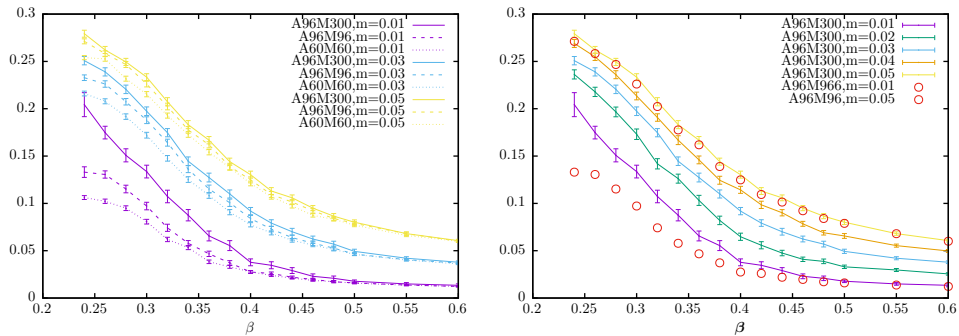 0.3
0.25
0.2
0.15
0.1
0.05
0
0.2
0.25
0.3
0.35
0.4
0.45
0.5
0.55
0.6
β
A96M300,m=0.01
A96M96,m=0.01
A60M60,m=0.01
A96M300,m=0.03
A96M96,m=0.03
A60M60,m=0.03
A96M300,m=0.05
A96M96,m=0.05
A60M60,m=0.05
0.3
0.25
0.2
0.15
0.1
0.05
0
0.2
0.25
0.3
0.35
0.4
0.45
0.5
0.55
0.6
β
A96M300,m=0.01
A96M300,m=0.02
A96M300,m=0.03
A96M300,m=0.04
A96M300,m=0.05
A96M966,m=0.01
A96M96,m=0.05